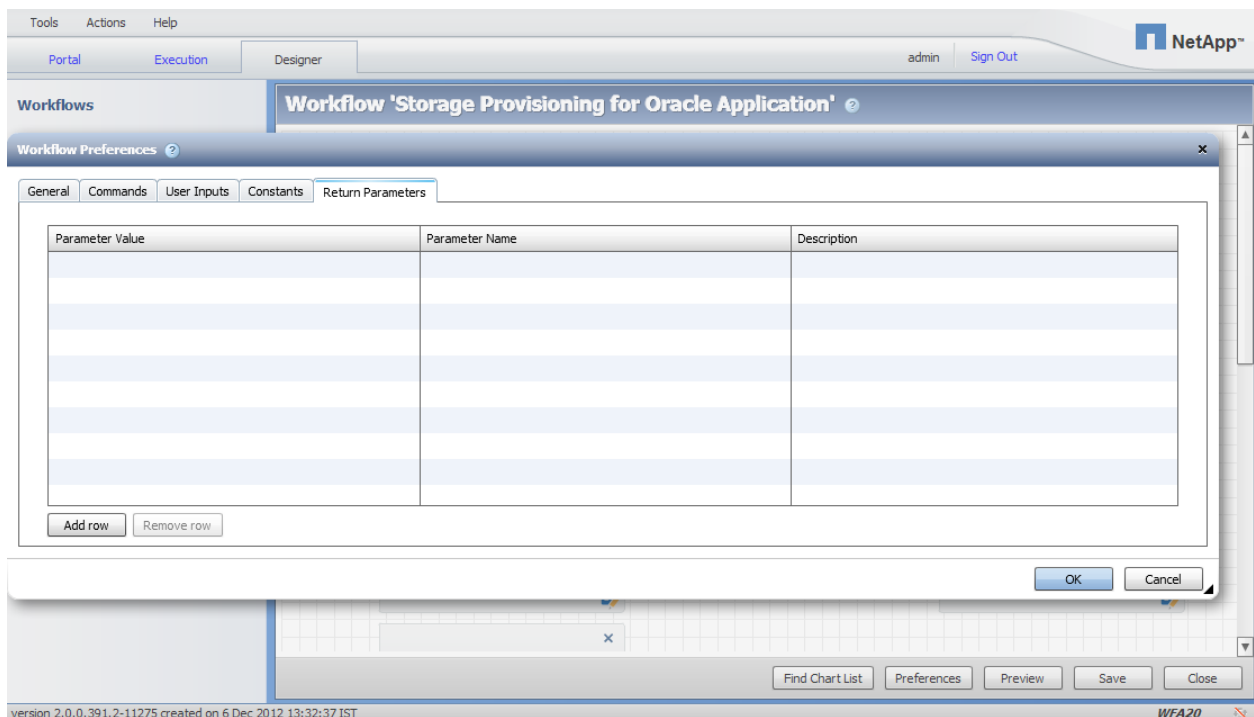 Tools Actions Help
NetApp™
Portal Execution Designer admin Sign Out
Workflows
Workflow 'Storage Provisioning for Oracle Application' ?
Workflow Preferences ? x
General Commands User Inputs Constants Return Parameters
Parameter Value Parameter Name Description
Add row Remove row
OK Cancel
Find Chart List Preferences Preview Save Close
version 2.0.0.391.2-11275 created on 6 Dec 2012 13:32:37 IST WFA20